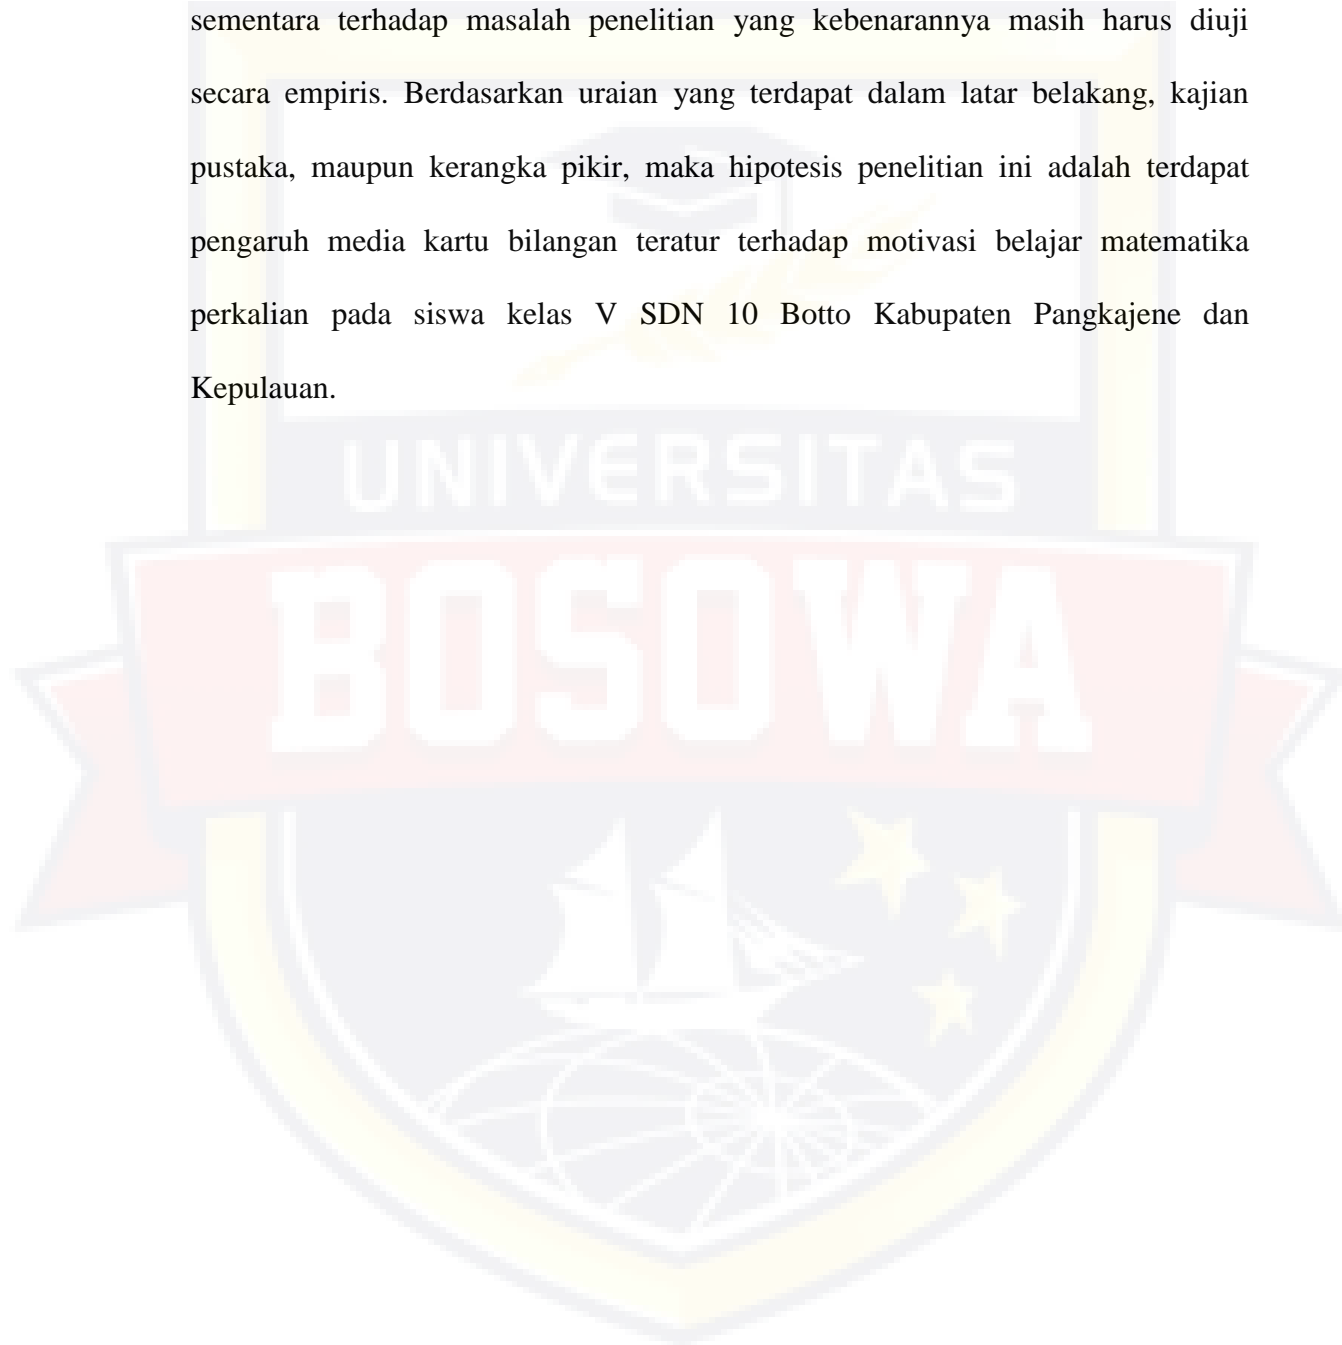 sementara terhadap masalah penelitian yang kebenarannya masih harus diuji
secara empiris. Berdasarkan uraian yang terdapat dalam latar belakang, kajian
pustaka, maupun kerangka pikir, maka hipotesis penelitian ini adalah terdapat
pengaruh media kartu bilangan teratur terhadap motivasi belajar matematika
perkalian pada siswa kelas V SDN 10 Botto Kabupaten Pangkajene dan
Kepulauan.
UNIVERSITAS
BOSOWA